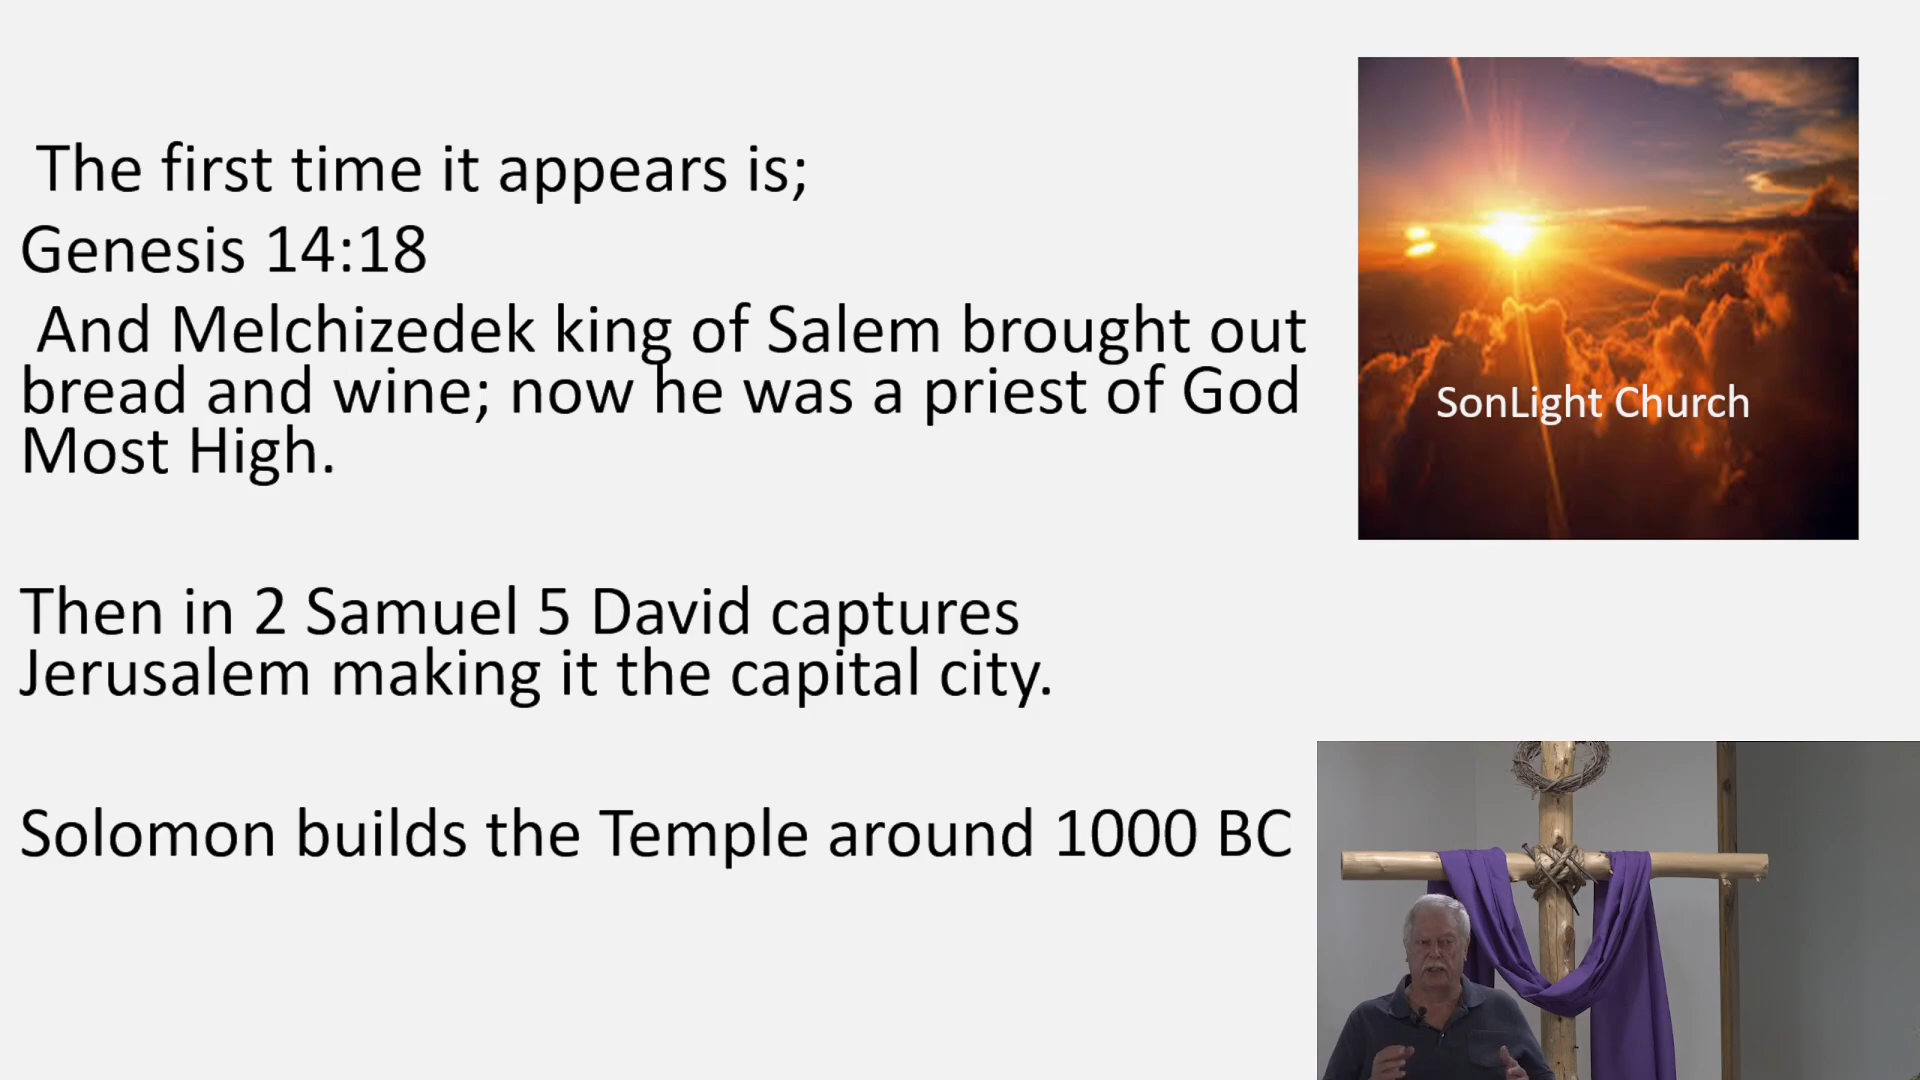 The first time it appears is;
Genesis 14:18
And Melchizedek king of Salem brought out
bread and wine; now he was a priest of God
Most High.
Then in 2 Samuel 5 David captures
Jerusalem making it the capital city.
Solomon builds the Temple around 1000 BC
SonLight Church